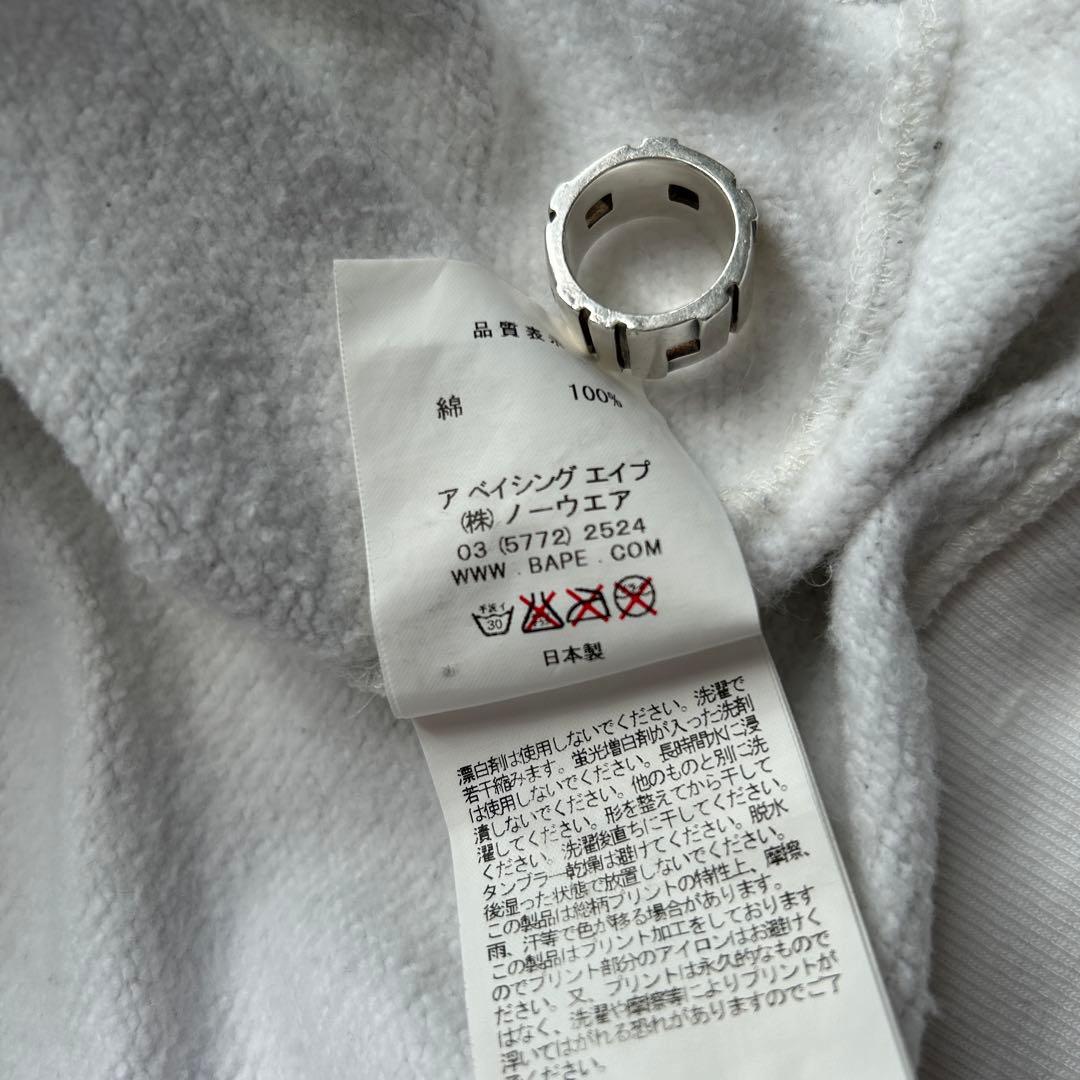 品質表示
綿 100%
ア ベイシング エイプ
(株) ノーウエア
03 (5772) 2524
WWW . BAPE . COM
手洗イ
30
日本製
漂白剤は使用しないでください。洗濯で
若干縮みます。蛍光増白剤が入った洗剤
は使用しないでください。長時間水に浸
漬しないでください。他のものと別に洗
濯してください。形を整えてから干して
ください。洗濯後直ちに干してください。
タンブラー乾燥は避けてください。脱水
後湿った状態で放置しないでください。
この製品は総柄プリントの特性上、摩擦、
雨、汗等で色が移る場合があります。
この製品はプリント加工をしております
のでプリント部分のアイロンはお避けく
ださい。又、プリントは永久的なもので
はなく、洗濯や摩擦等によりプリントが
浮いてはがれる恐れがありますのでご了
承ください。